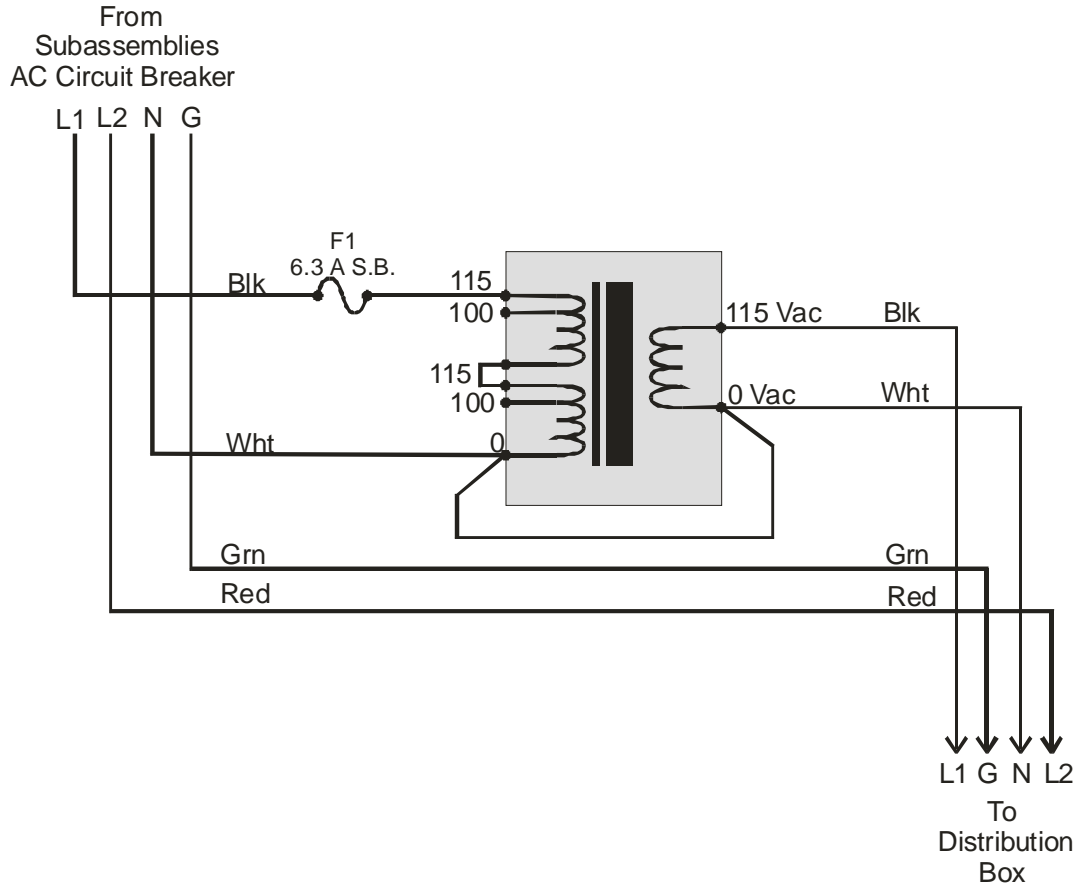 From
Subassemblies
AC Circuit Breaker
L1 L2 N G
F1
6.3 A S.B.
Blk
115
100
115
100
Wht
0
115 Vac
Blk
0 Vac
Wht
Grn
Grn
Red
Red
L1 G N L2
To
Distribution
Box